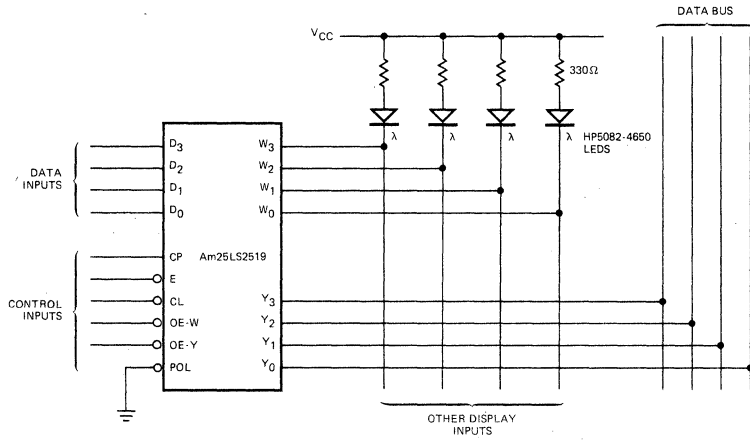 DATA BUS
VCC
330Ω
λ λ λ λ HP5082-4650
LEDS
DATA
INPUTS
D3
D2
D1
D0
W3
W2
W1
W0
CP Am25LS2519
CONTROL
INPUTS
E
CL
OE-W
OE-Y
POL
Y3
Y2
Y1
Y0
OTHER DISPLAY
INPUTS